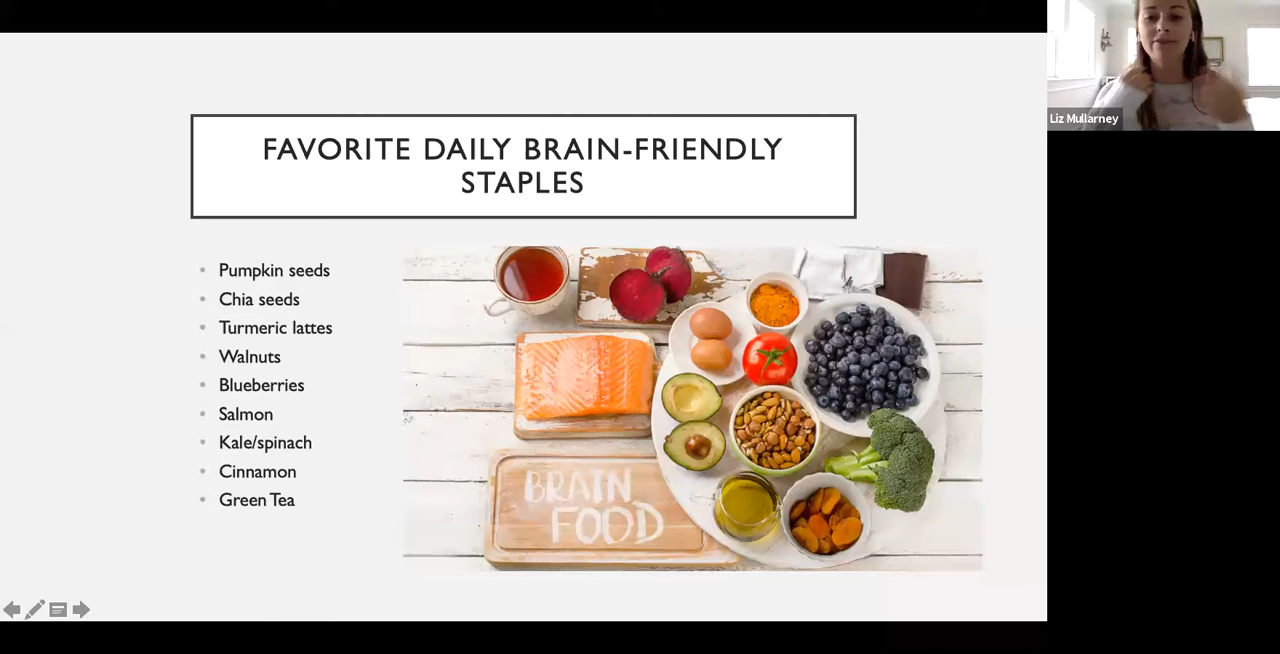 FAVORITE DAILY BRAIN-FRIENDLY
STAPLES
Pumpkin seeds
Chia seeds
Turmeric lattes
Walnuts
Blueberries
Salmon
Kale/spinach
Cinnamon
Green Tea
BRAIN
FOOD
Liz Mullarney